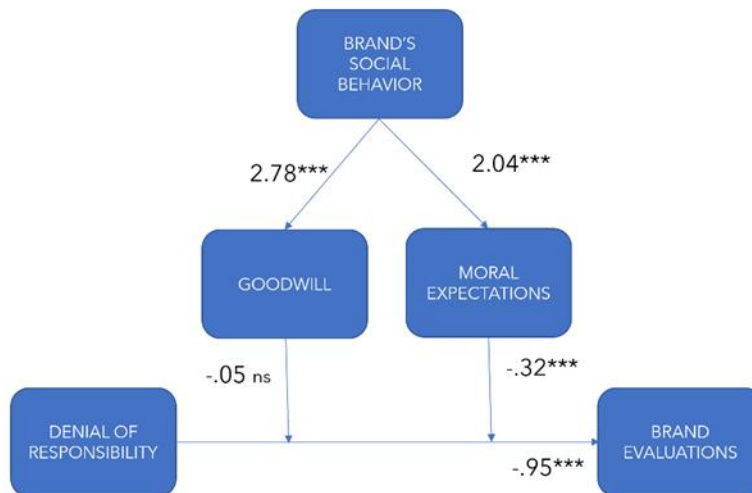 BRAND'S
SOCIAL
BEHAVIOR
2.78***
2.04***
GOODWILL
MORAL
EXPECTATIONS
-.05 ns
-.32***
DENIAL OF
RESPONSIBILITY
BRAND
EVALUATIONS
-.95***